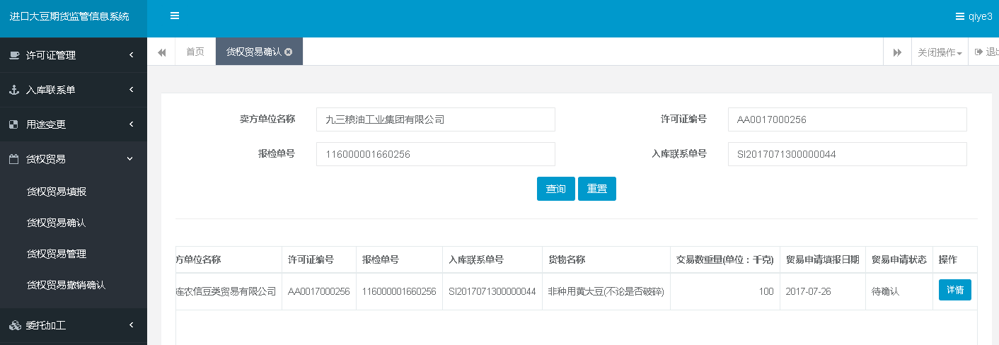 进口大豆期货监管信息系统
qiye3
首页
货权贸易确认
关闭操作
退出
许可证管理
入库联系单
用途变更
货权贸易
货权贸易填报
货权贸易确认
货权贸易管理
货权贸易撤销确认
委托加工
卖方单位名称 九三粮油工业集团有限公司 许可证编号 AA0017000256
报检单号 116000001660256 入库联系单号 SI2017071300000044
查询 重置
方单位名称 许可证编号 报检单号 入库联系单号 货物名称 交易数重量(单位：千克) 贸易申请填报日期 贸易申请状态 操作
连农信豆类贸易有限公司 AA0017000256 116000001660256 SI2017071300000044 非种用黄大豆(不论是否破碎) 100 2017-07-26 待确认 详情